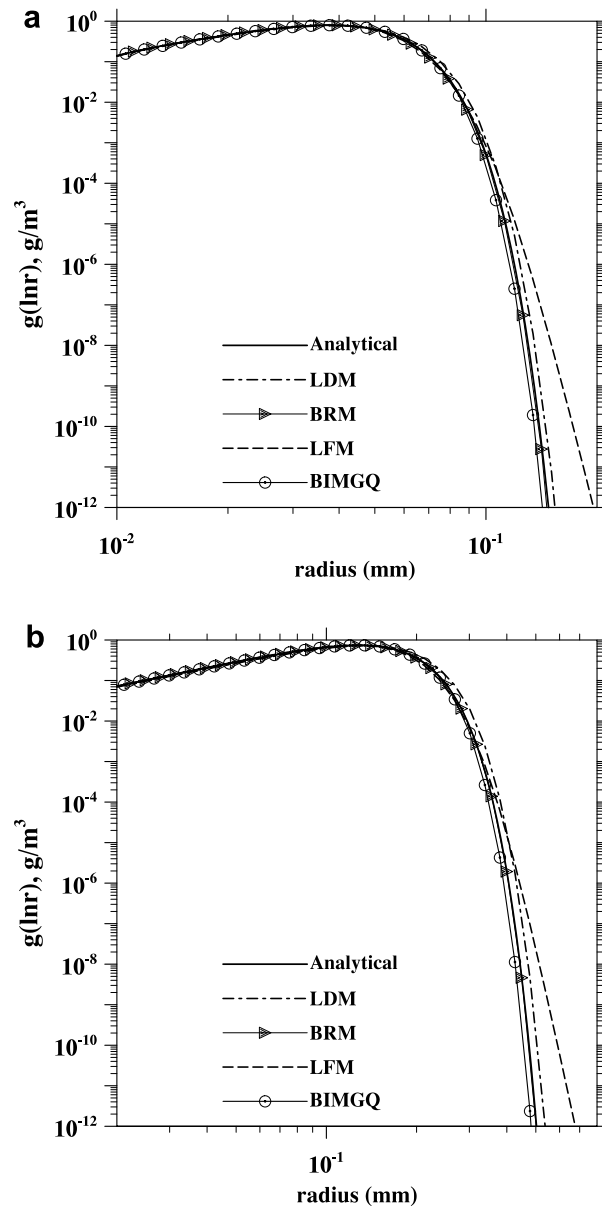 a
10^0
10^-2
10^-4
10^-6
10^-8
10^-10
10^-12
g(lnr), g/m^3
Analytical
LDM
BRM
LFM
BIMGQ
10^-2
10^-1
radius (mm)
b
10^0
10^-2
10^-4
10^-6
10^-8
10^-10
10^-12
g(lnr), g/m^3
Analytical
LDM
BRM
LFM
BIMGQ
10^-1
radius (mm)